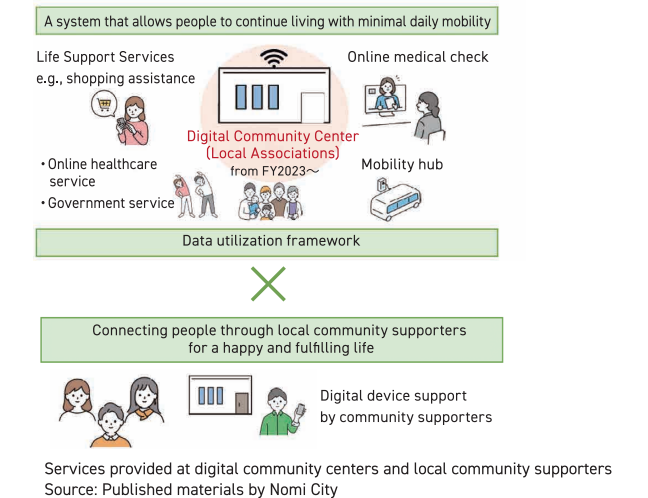 A system that allows people to continue living with minimal daily mobility
Life Support Services
e.g., shopping assistance
Online medical check
Digital Community Center
(Local Associations)
from FY2023～
・Online healthcare
service
・Government service
Mobility hub
Data utilization framework
Connecting people through local community supporters
for a happy and fulfilling life
Digital device support
by community supporters
Services provided at digital community centers and local community supporters
Source: Published materials by Nomi City